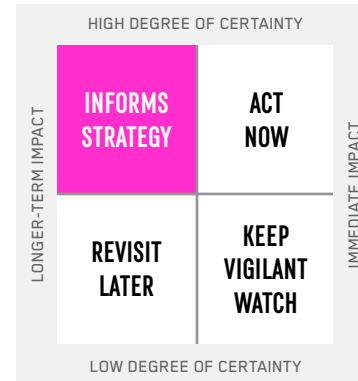 HIGH DEGREE OF CERTAINTY
LONGER-TERM IMPACT
INFORMS
STRATEGY
ACT
NOW
IMMEDIATE IMPACT
REVISIT
LATER
KEEP
VIGILANT
WATCH
LOW DEGREE OF CERTAINTY